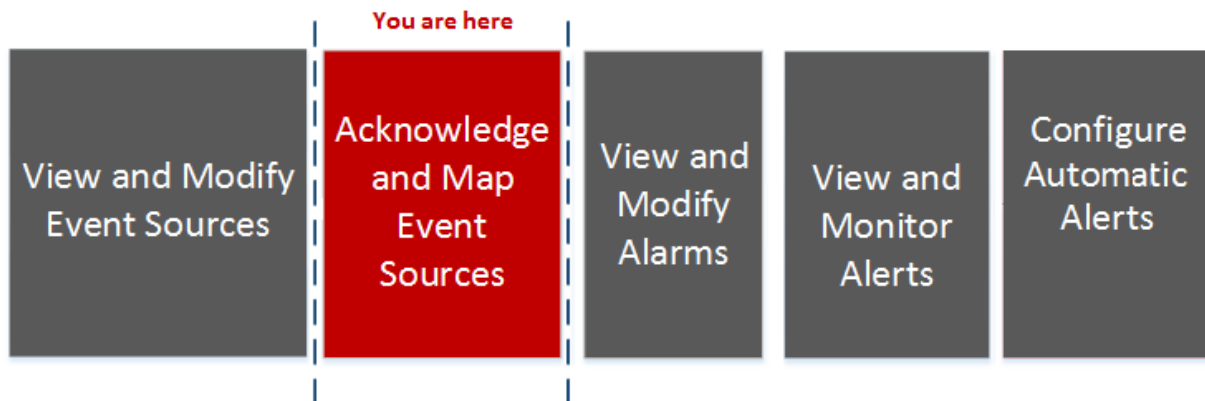 You are here
View and Modify
Event Sources
Acknowledge
and Map
Event
Sources
View and
Modify
Alarms
View and
Monitor
Alerts
Configure
Automatic
Alerts